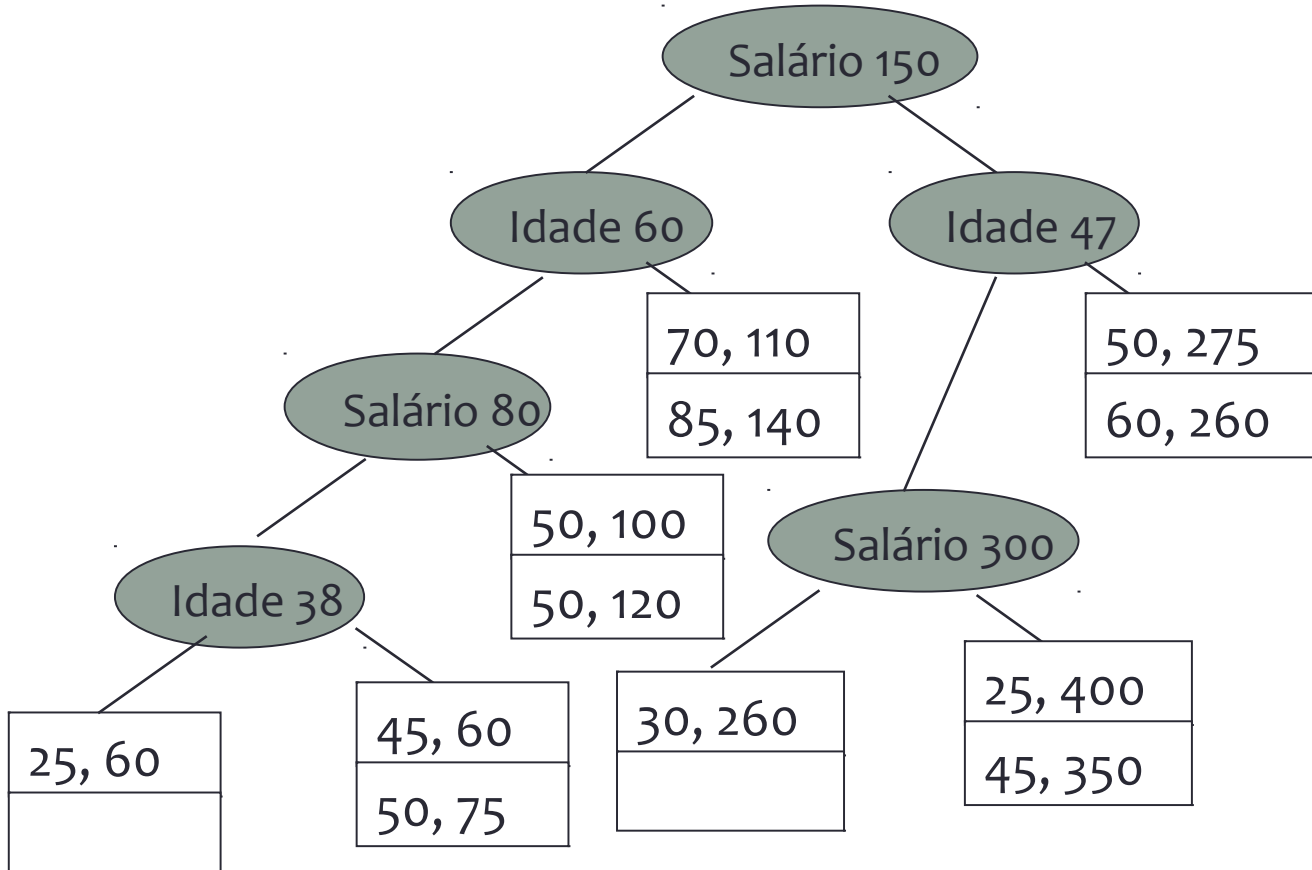 Salário 150
Idade 60
Idade 47
70, 110
85, 140
50, 275
60, 260
Salário 80
50, 100
50, 120
Salário 300
Idade 38
25, 60
45, 60
50, 75
30, 260
25, 400
45, 350